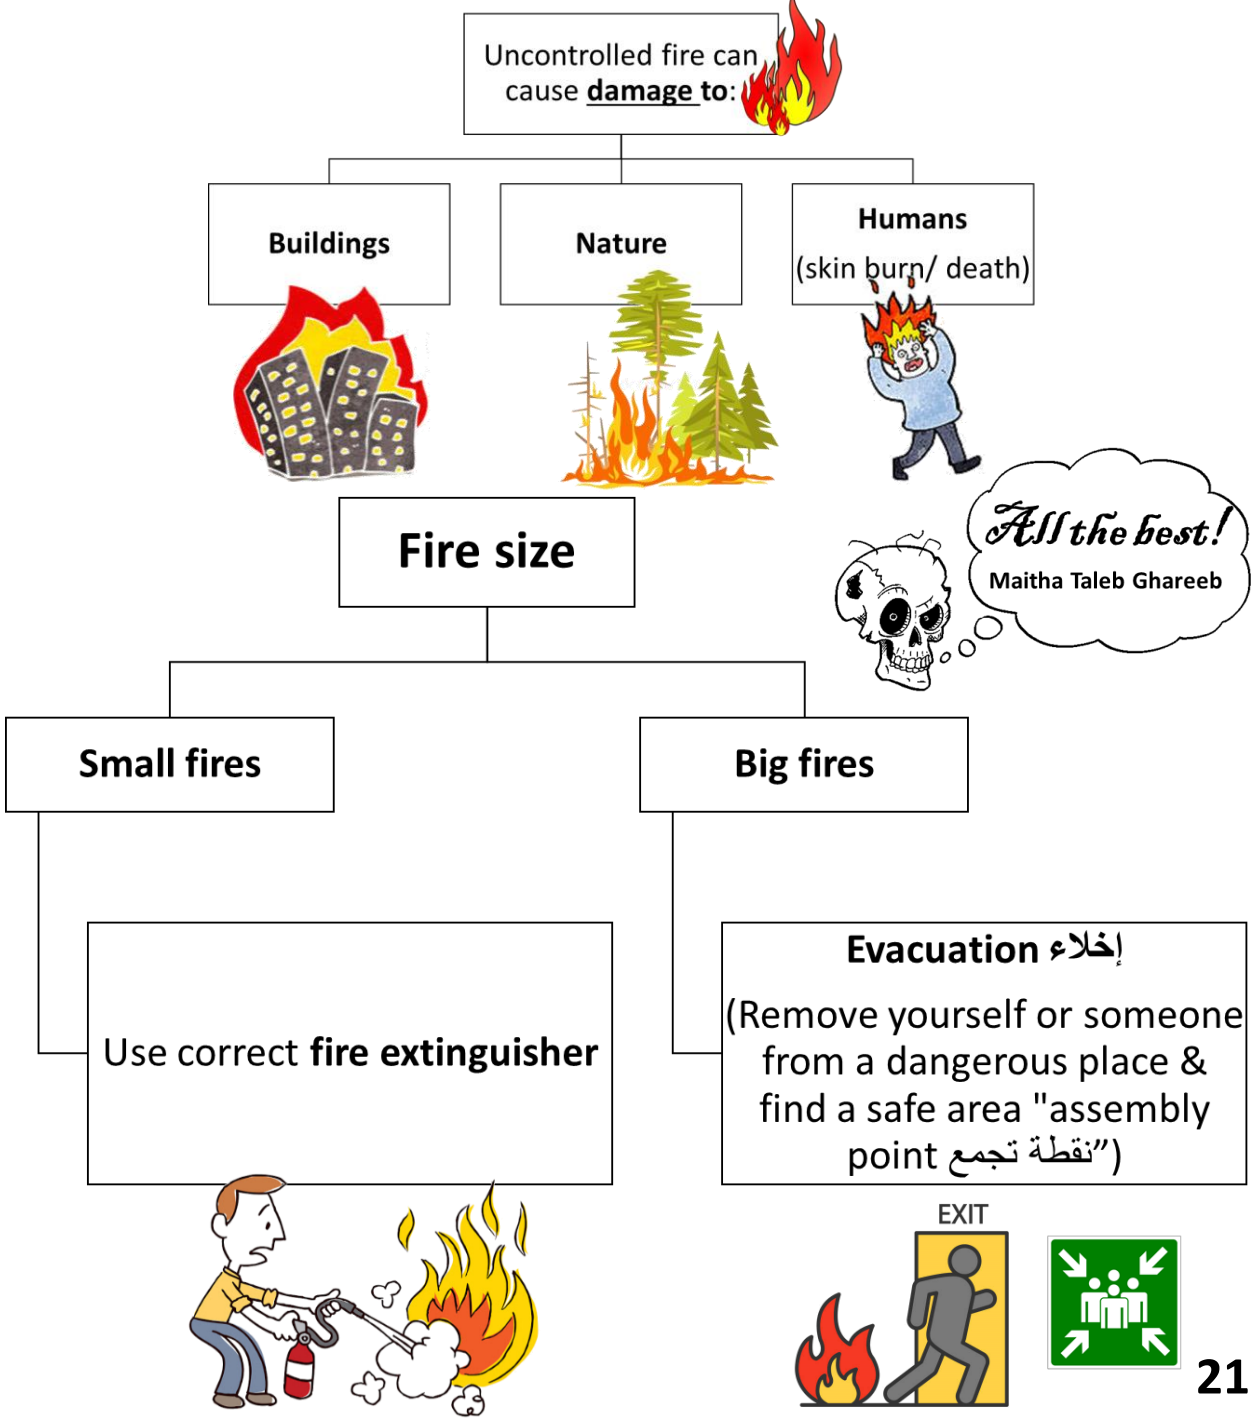 Uncontrolled fire can
cause damage to:
Buildings
Nature
Humans
(skin burn/ death)
Fire size
All the best!
Maitha Taleb Ghareeb
Small fires
Big fires
Use correct fire extinguisher
Evacuation إخلاء
(Remove yourself or someone
from a dangerous place &
find a safe area "assembly
point نقطة تجمع”)
EXIT
21